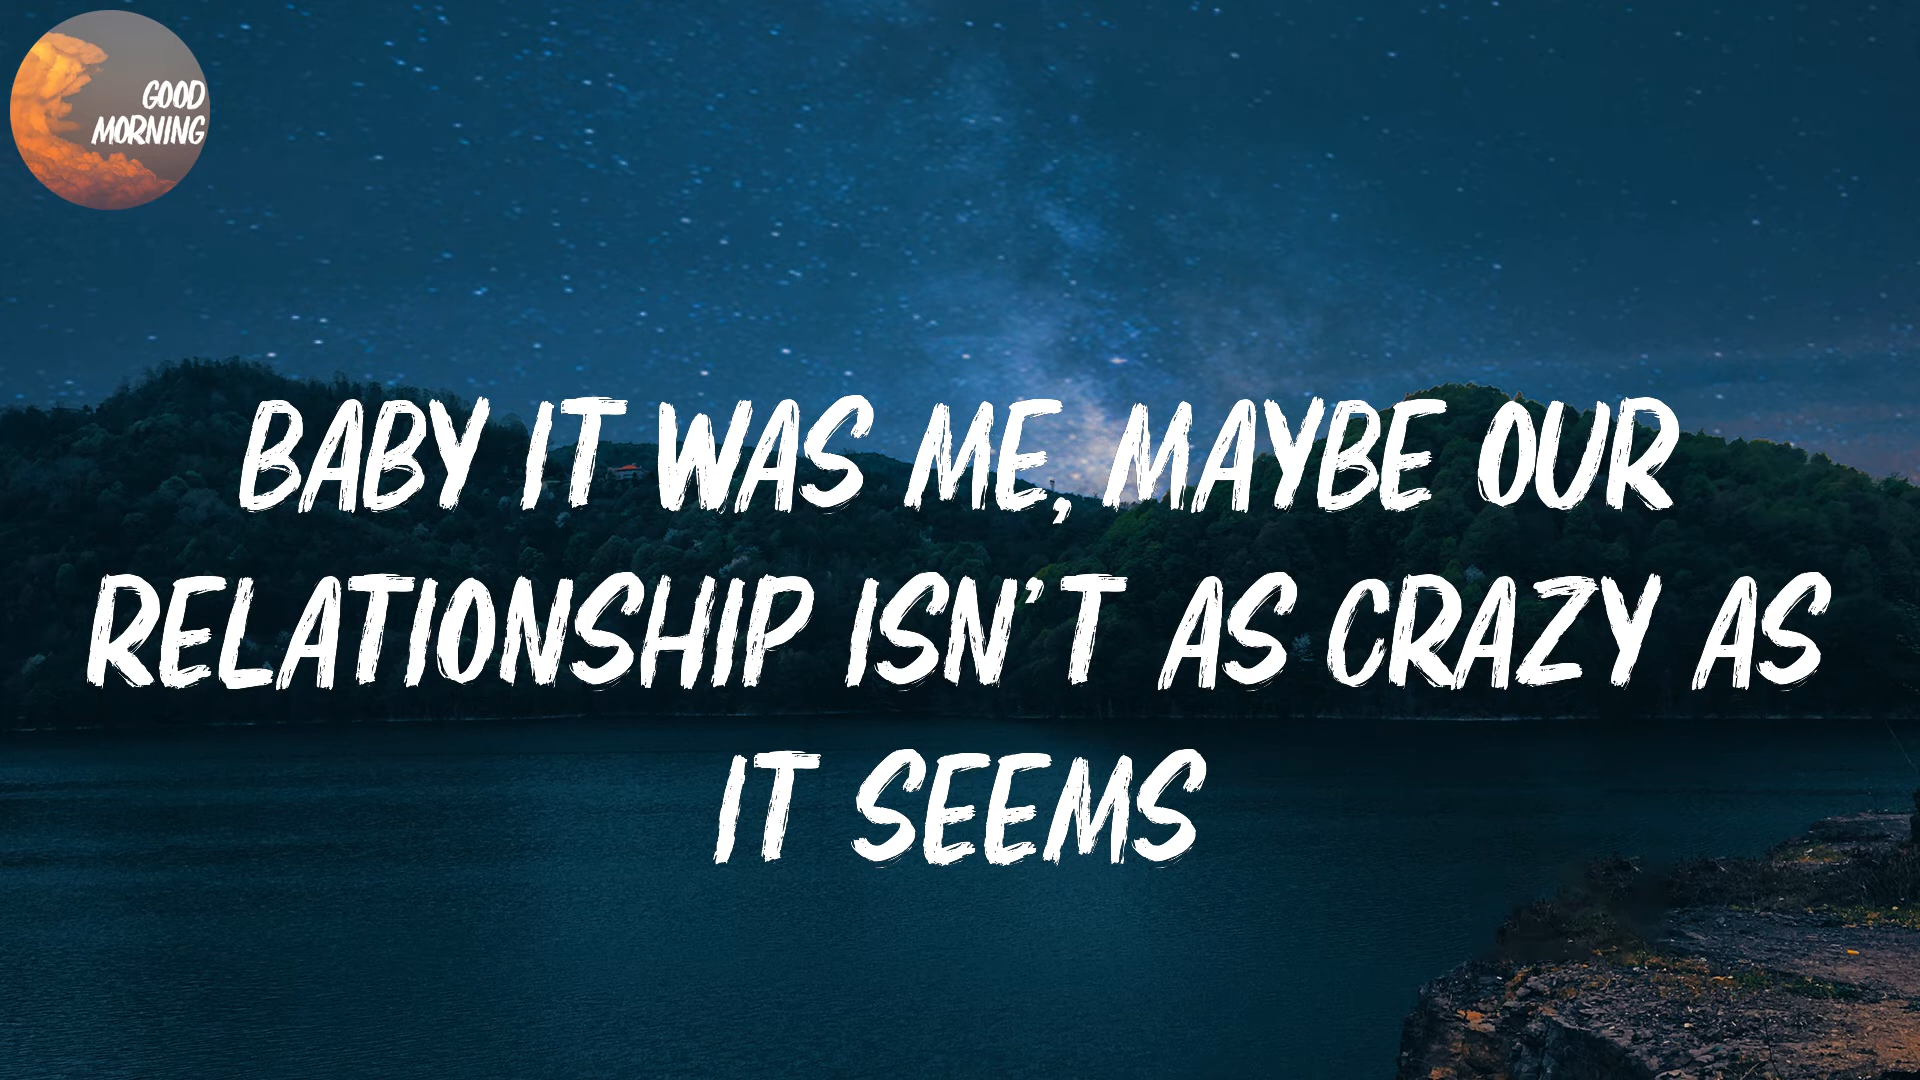 GOOD
MORNING
BABY IT WAS ME, MAYBE OUR
RELATIONSHIP ISN'T AS CRAZY AS
IT SEEMS